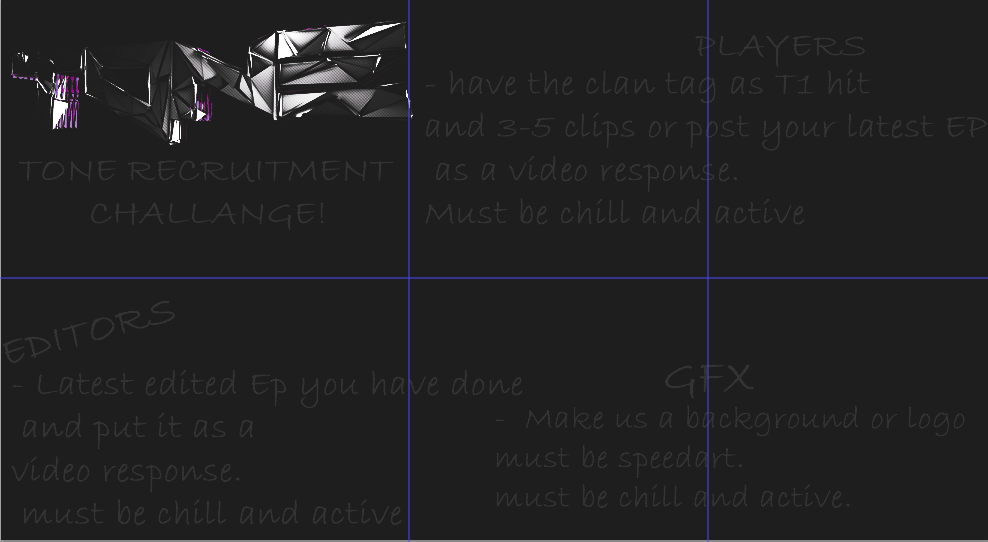 TONE RECRUITMENT
CHALLANGE!
PLAYERS
- have the clan tag as T1 hit
and 3-5 clips or post your latest EP
as a video response.
Must be chill and active
EDITORS
- Latest edited Ep you have done
and put it as a
video response.
must be chill and active
GFX
- Make us a background or logo
must be speedart.
must be chill and active.